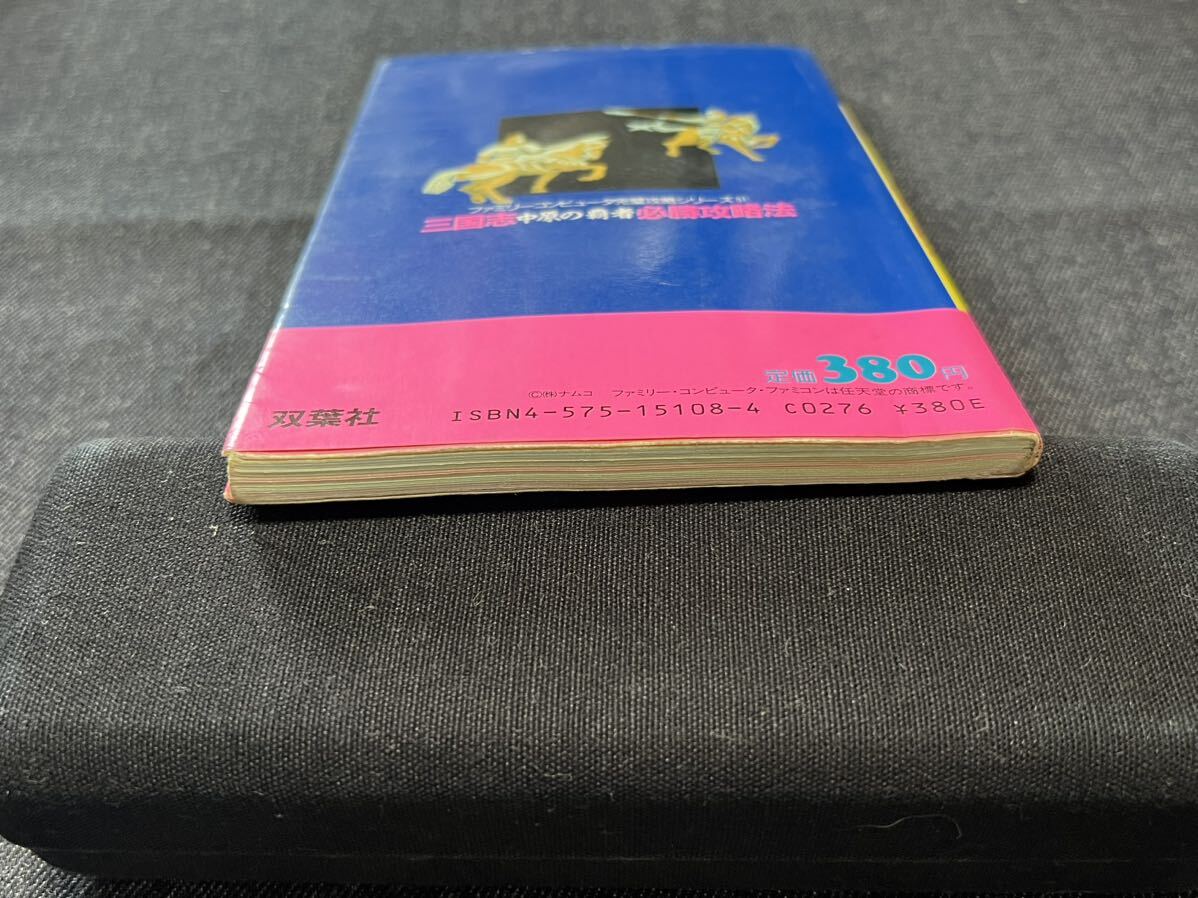 ファミリーコンピュータ完璧攻略シリーズ
三国志 中原の覇者 必勝攻略法
定価380円
©(株)ナムコ ファミリー・コンピュータ・ファミコンは任天堂の商標です。
双葉社 ISBN4-575-15108-4 C0276 ¥380E